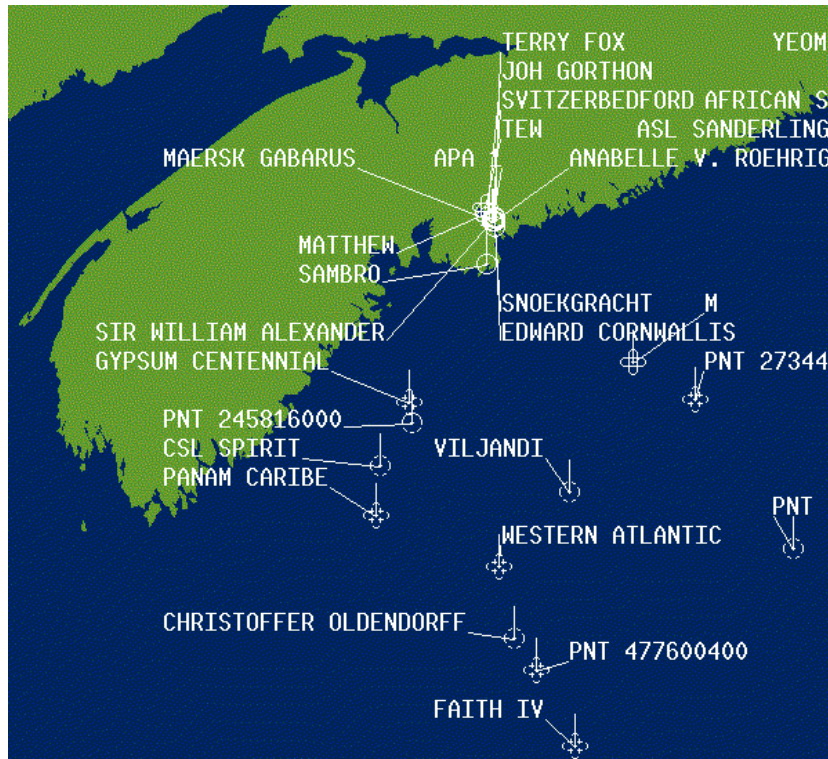 TERRY FOX YEOM
JOH GORTHON
SVITZERBEDFORD AFRICAN S
TEW ASL SANDERLING
MAERSK GABARUS APA 1 ANABELLE V. ROEHRIG
MATTHEW
SAMBRO
SNOEKGRACHT M
SIR WILLIAM ALEXANDER EDWARD CORNWALLIS
GYPSUM CENTENNIAL PNT 27344
PNT 245816000
CSL SPIRIT VILJANDI
PANAM CARIBE
PNT
WESTERN ATLANTIC
CHRISTOFFER OLDENDORFF
PNT 477600400
FAITH IV